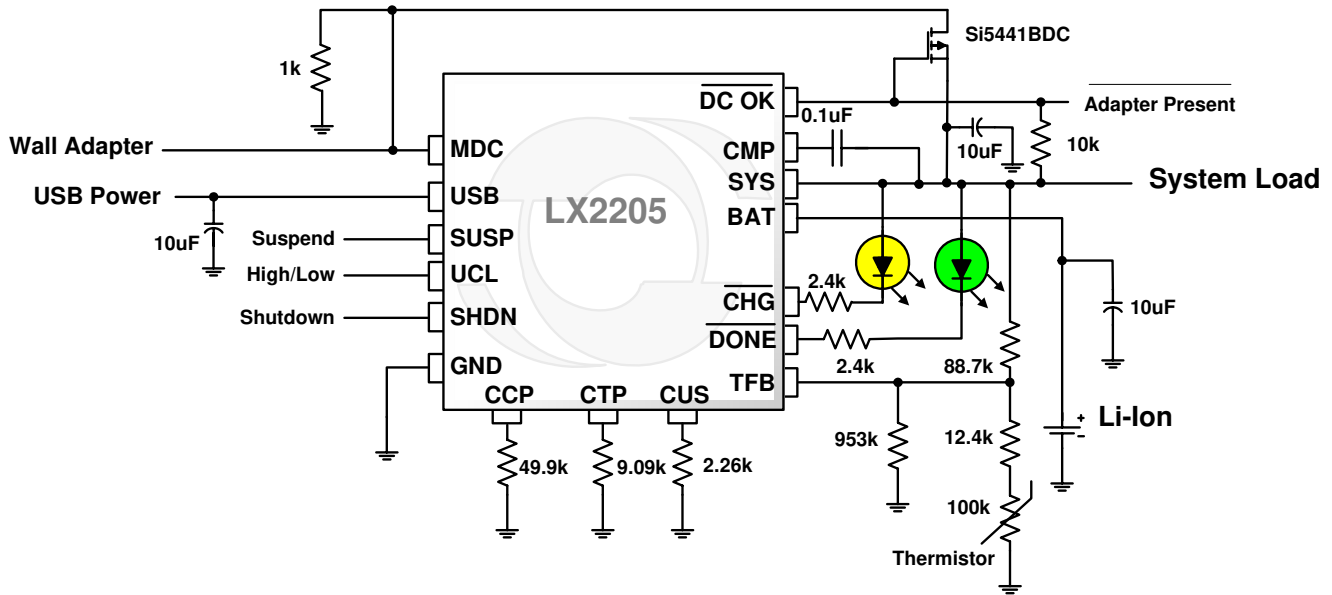 Si5441BDC
1k
DC OK
Adapter Present
0.1uF
10uF
10k
Wall Adapter
MDC
CMP
SYS
System Load
USB Power
USB
LX2205
BAT
10uF
Suspend
SUSP
High/Low
UCL
2.4k
CHG
10uF
Shutdown
SHDN
DONE
2.4k
88.7k
GND
TFB
CCP
CTP
CUS
+
-
Li-Ion
49.9k
9.09k
2.26k
953k
12.4k
100k
Thermistor